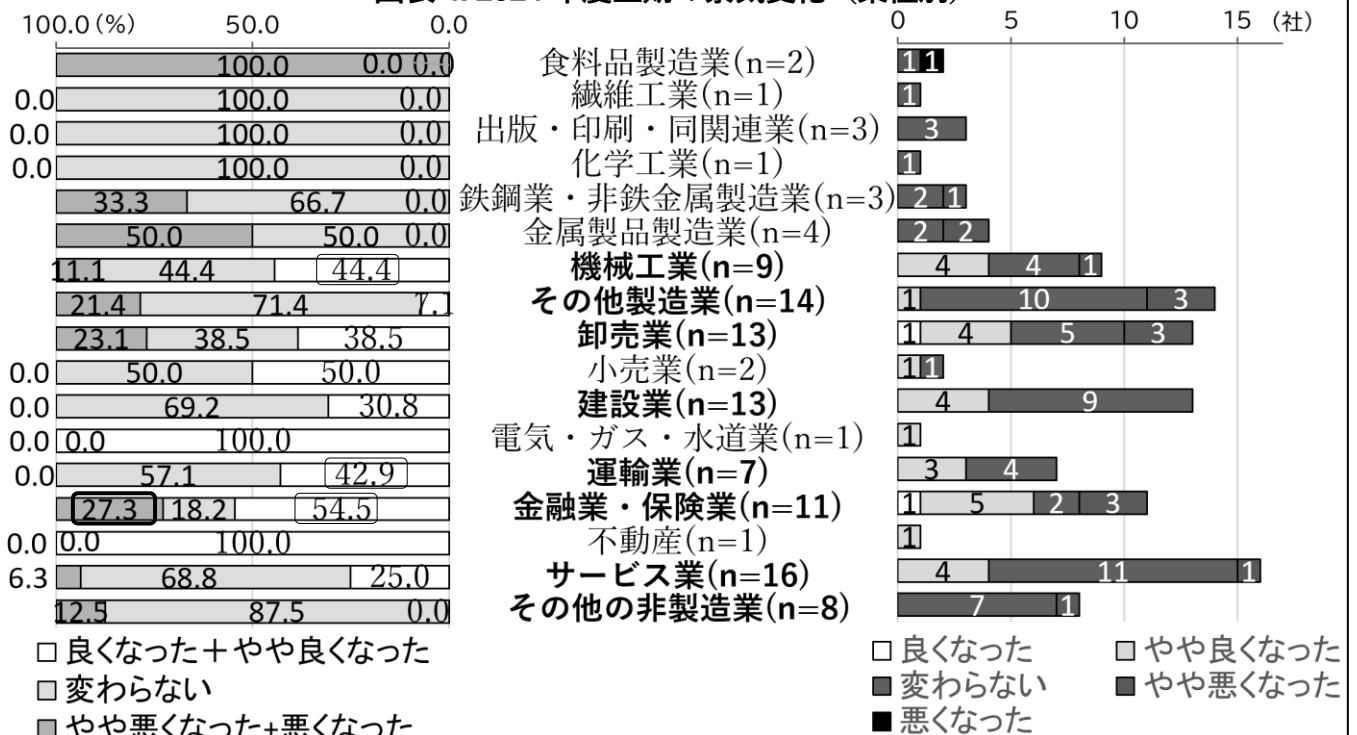 100.0 (%) 50.0 0.0 0 5 10 15 (社)
100.0 0.0 0.0 食料品製造業(n=2) 1 1
0.0 100.0 0.0 繊維工業(n=1) 1
0.0 100.0 0.0 出版・印刷・同関連業(n=3) 3
0.0 100.0 0.0 化学工業(n=1) 1
33.3 66.7 0.0 鉄鋼業・非鉄金属製造業(n=3) 2 1
50.0 50.0 0.0 金属製品製造業(n=4) 2 2
11.1 44.4 44.4 機械工業(n=9) 4 4 1
21.4 71.4 7.1 その他製造業(n=14) 1 10 3
23.1 38.5 38.5 卸売業(n=13) 1 4 5 3
0.0 50.0 50.0 小売業(n=2) 1 1
0.0 69.2 30.8 建設業(n=13) 4 9
0.0 0.0 100.0 電気・ガス・水道業(n=1) 1
0.0 57.1 42.9 運輸業(n=7) 3 4
27.3 18.2 54.5 金融業・保険業(n=11) 1 5 2 3
0.0 0.0 100.0 不動産(n=1) 1
6.3 68.8 25.0 サービス業(n=16) 4 11 1
12.5 87.5 0.0 その他の非製造業(n=8) 7 1
良くなった+やや良くなった 良くなった やや良くなった
変わらない 変わらない やや悪くなった
やや悪くなった+悪くなった 悪くなった